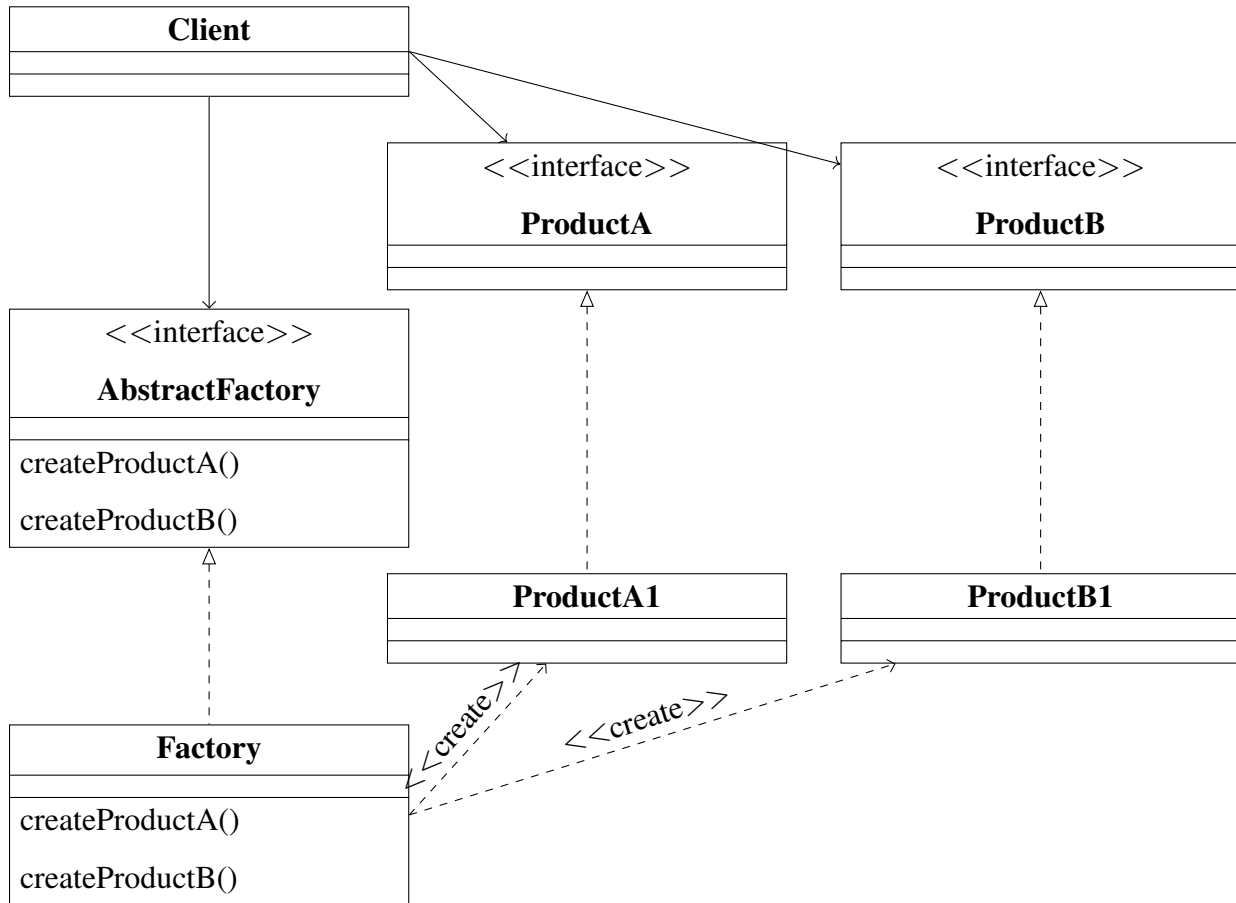 Client
<<interface>>
ProductA
<<interface>>
ProductB
<<interface>>
AbstractFactory
createProductA()
createProductB()
ProductA1
ProductB1
<<create>>
<<create>>
Factory
createProductA()
createProductB()